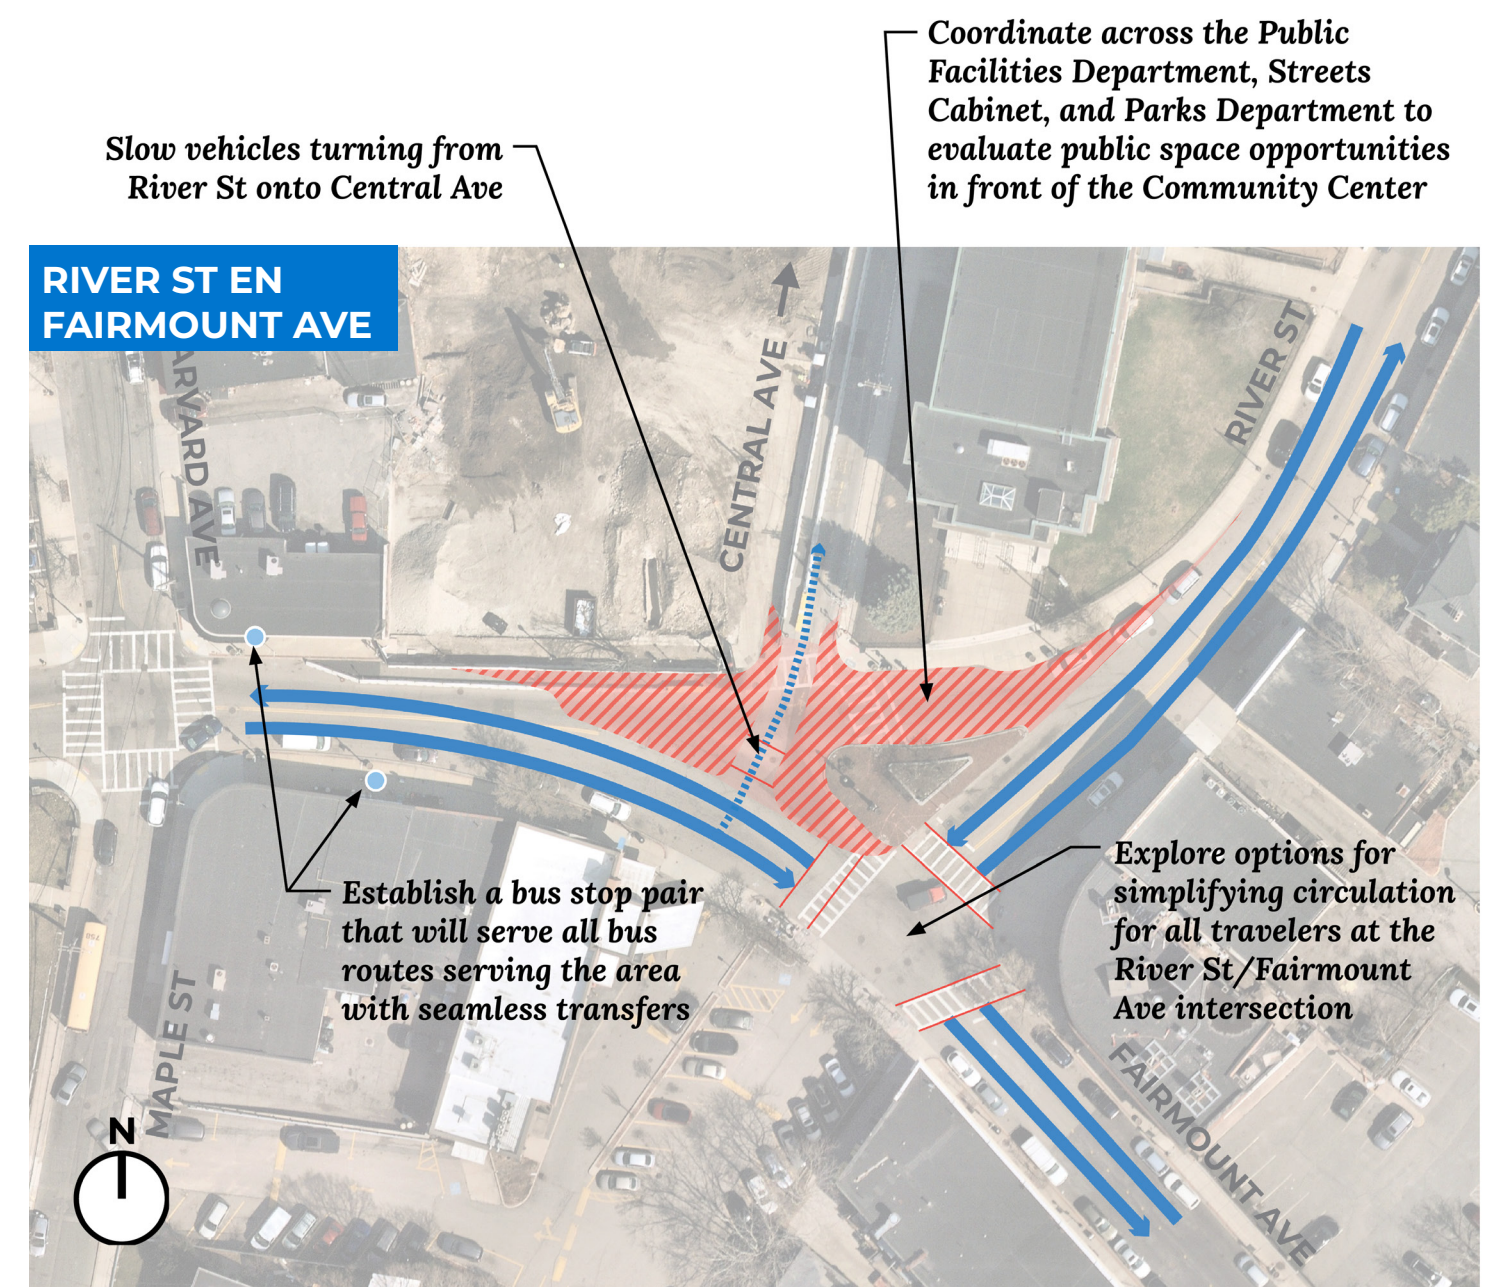 Coordinate across the Public
Facilities Department, Streets
Cabinet, and Parks Department to
evaluate public space opportunities
in front of the Community Center
Slow vehicles turning from
River St onto Central Ave
RIVER ST EN
FAIRMOUNT AVE
ARVARD AVE
CENTRAL AVE
RIVER ST
Establish a bus stop pair
that will serve all bus
routes serving the area
with seamless transfers
Explore options for
simplifying circulation
for all travelers at the
River St/Fairmount
Ave intersection
MAPLE ST
FAIRMOUNT AVE
N